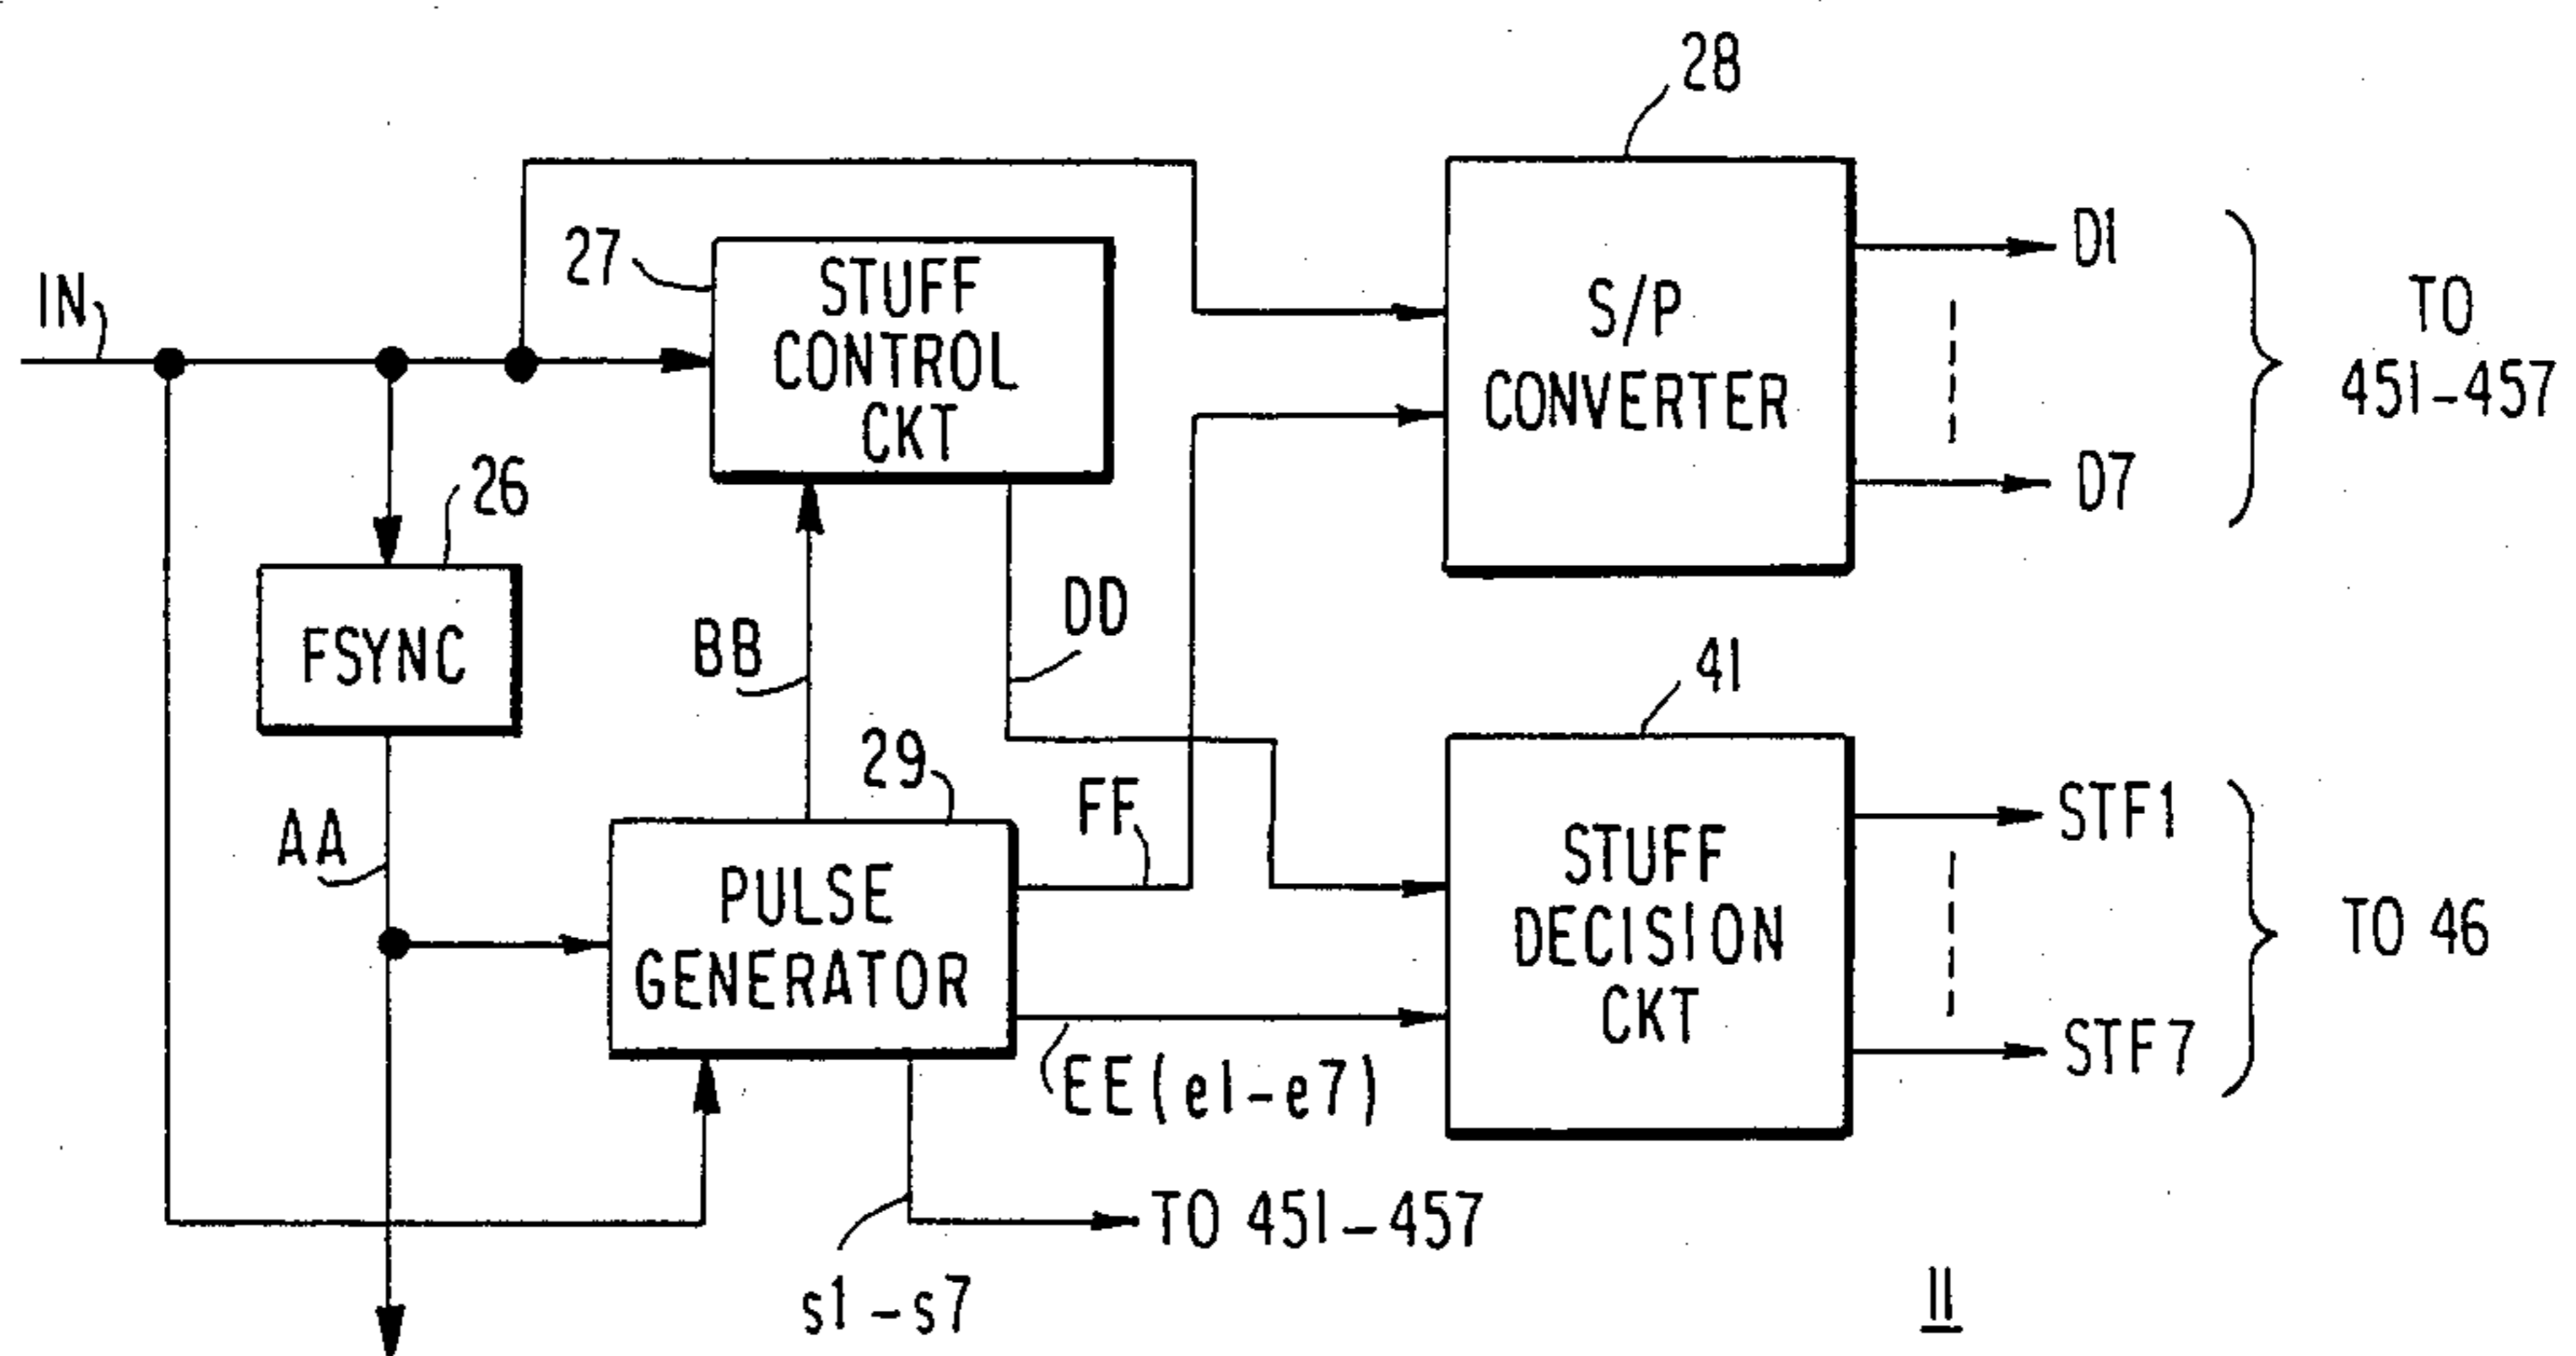 28
27
STUFF
CONTROL
CKT
IN
S/P
CONVERTER
D1
D7
TO
451-457
26
FSYNC
BB
DD
41
29
AA
FF
PULSE
GENERATOR
STUFF
DECISION
CKT
STF1
STF7
TO 46
EE(e1-e7)
TO 451-457
s1-s7
11